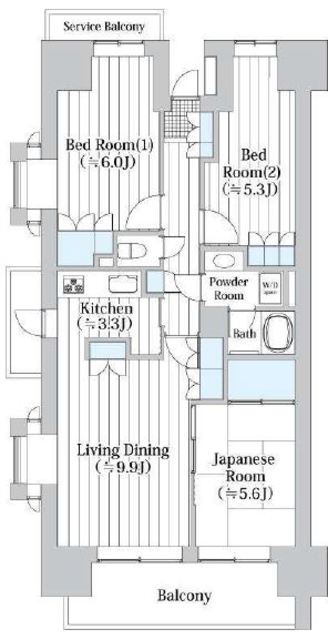 Service Balcony
Bed Room(1)
(≒6.0J)
Bed
Room(2)
(≒5.3J)
Powder
Room
W/D
space
Kitchen
(≒3.3J)
Bath
Living Dining
(≒9.9J)
Japanese
Room
(≒5.6J)
Balcony